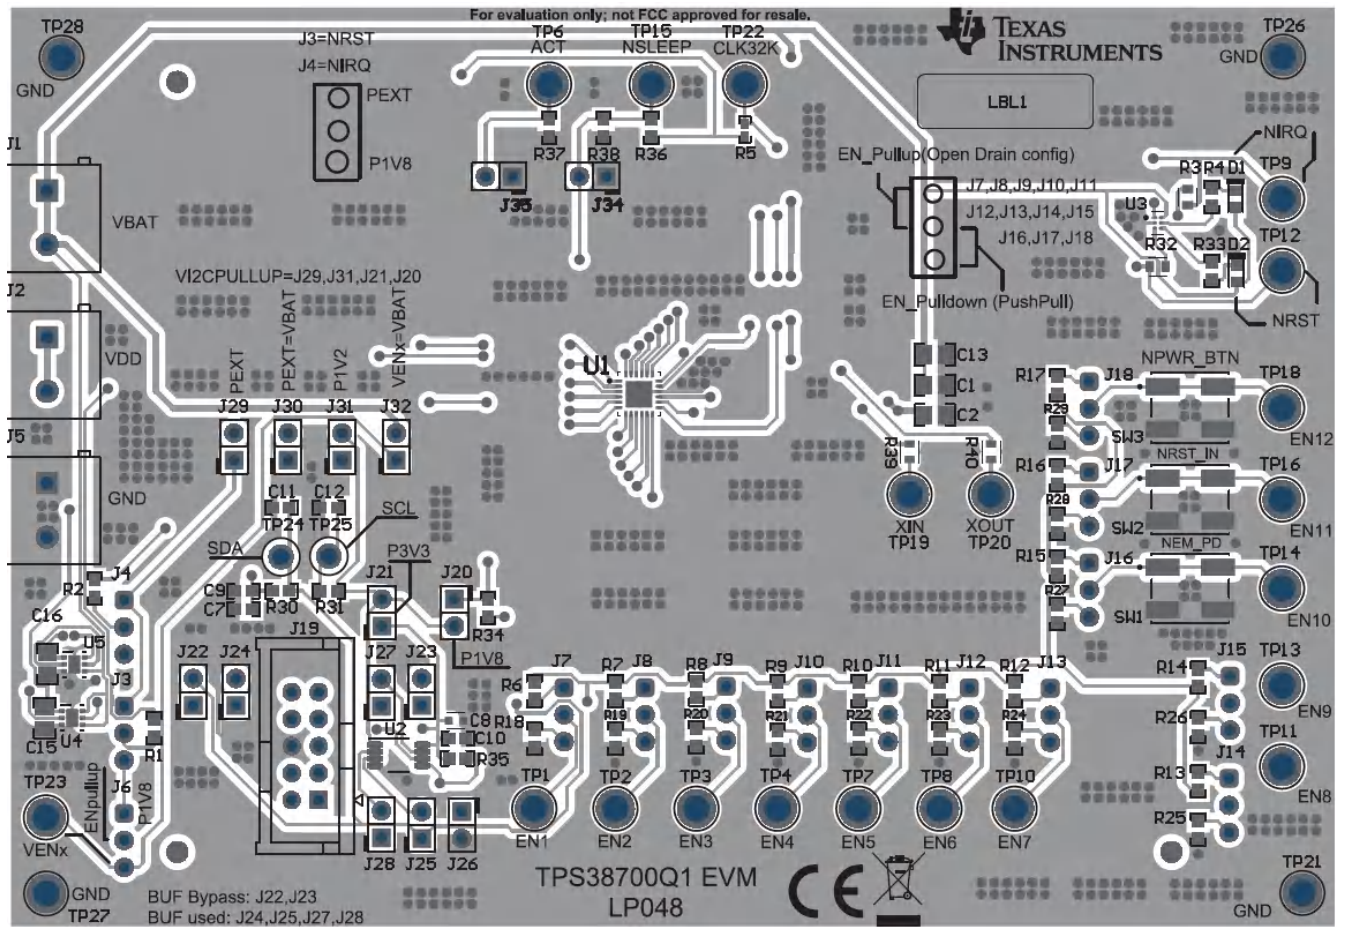 For evaluation only; not FCC approved for resale.
TP28
GND
J3=NRST
J4=NIRQ
PEXT
P1V8
TP6
ACT
TP15
NSLEEP
TP22
CLK32K
TEXAS
INSTRUMENTS
TP26
GND
LBL1
R37
R38
R36
R5
J35
J34
EN_Pullup(Open Drain config)
J7,J8,J9,J10,J11
J12,J13,J14,J15
J16,J17,J18
EN_Pulldown (PushPull)
NIRQ
R3
R4
D1
TP9
U3
TP12
R32
R33
D2
NRST
J1
VBAT
VI2CPULLUP=J29,J31,J21,J20
J2
VDD
PEXT
PEXT=VBAT
P1V2
VENx=VBAT
J29
J30
J31
J32
U1
C13
C1
C2
R39
R40
XIN
TP19
XOUT
TP20
R17
J18
NPWR_BTN
TP18
R29
SW3
EN12
R16
J17
NRST_IN
TP16
R28
SW2
EN11
R15
J16
NEM_PD
TP14
R27
SW1
EN10
J5
GND
C11
C12
TP24
TP25
SCL
SDA
P3V3
R2
J4
C9
C7
R30
R31
J21
J20
R34
P1V8
C16
U5
J3
J22
J24
J19
J27
J23
U2
C8
C10
R35
C15
U4
R1
TP23
VENx
ENpullup
J6
P1V8
R6
J7
R7
J8
R8
J9
R9
J10
R10
J11
R11
J12
R12
J13
R18
R19
R20
R21
R22
R23
R24
TP1
TP2
TP3
TP4
TP7
TP8
TP10
EN1
EN2
EN3
EN4
EN5
EN6
EN7
R14
J15
TP13
R26
EN9
J14
TP11
R13
EN8
R25
TP21
GND
J28
J25
J26
GND
TP27
BUF Bypass: J22,J23
BUF used: J24,J25,J27,J28
TPS38700Q1 EVM
LP048
CE